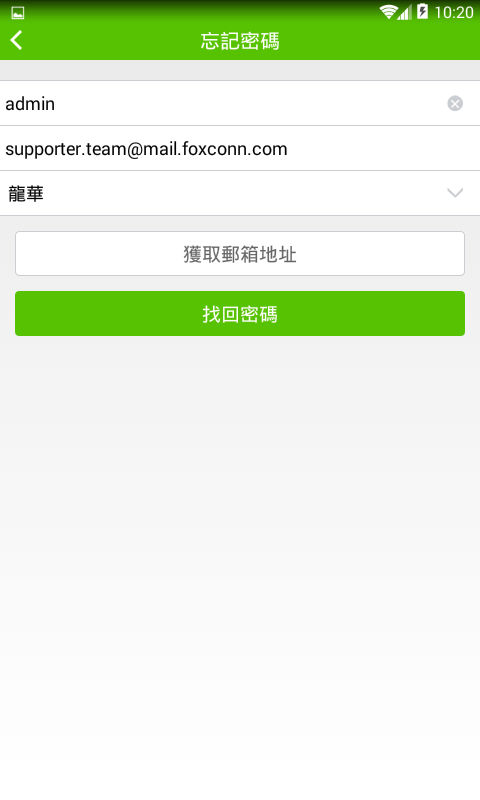 10:20
忘記密碼
admin
supporter.team@mail.foxconn.com
龍華
獲取郵箱地址
找回密碼